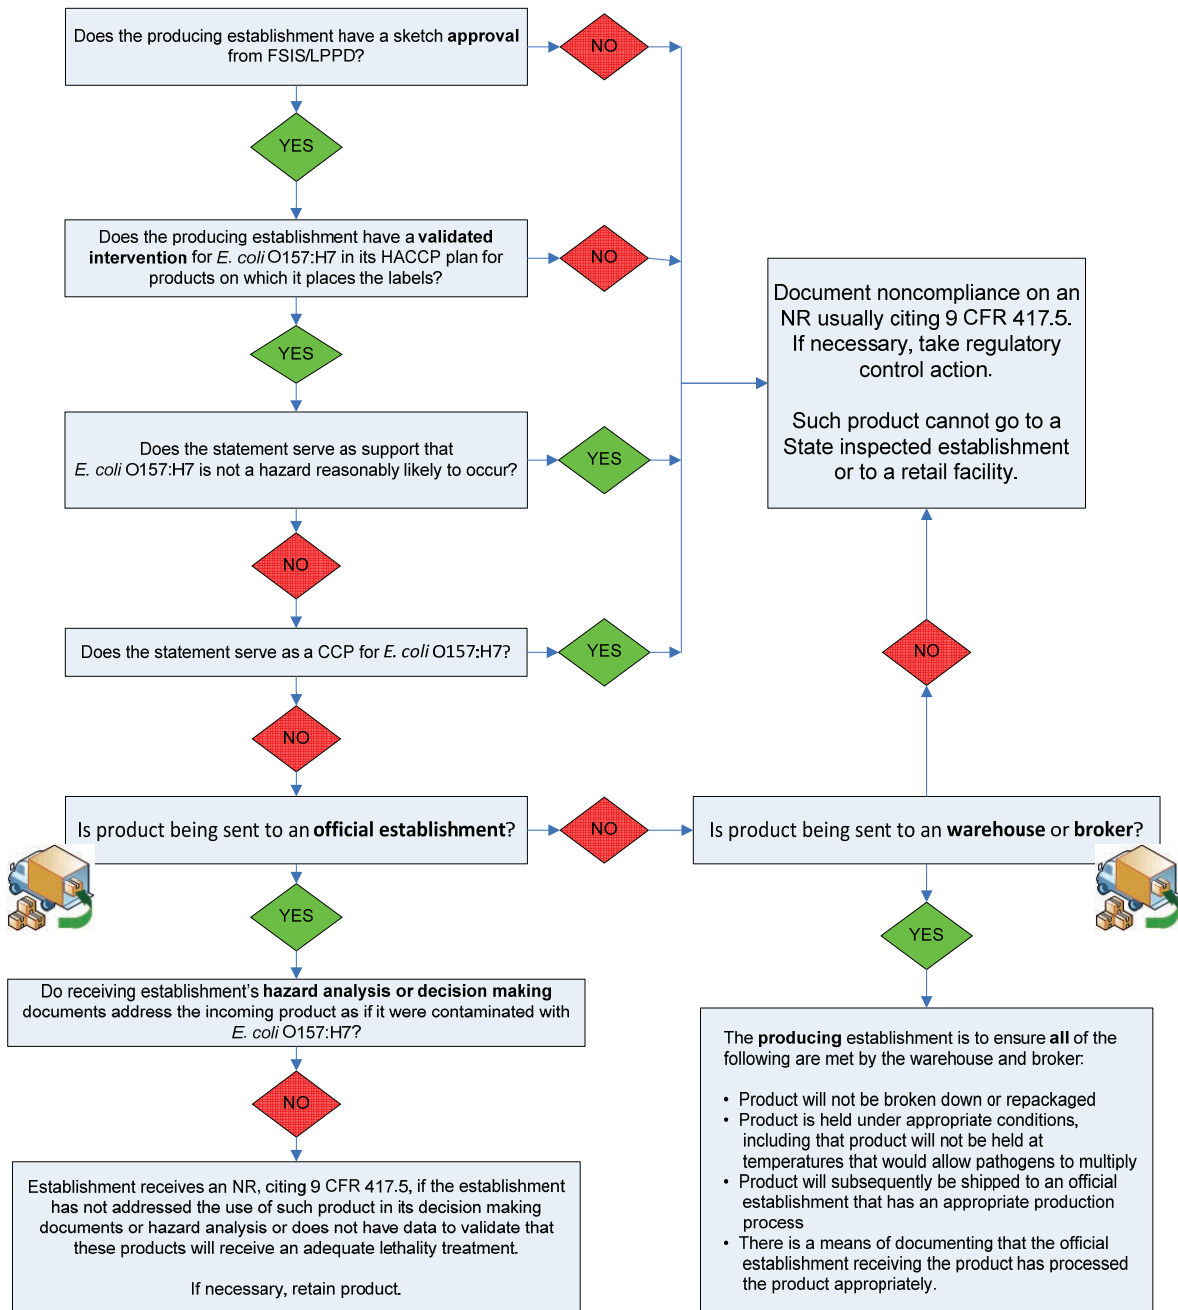 Does the producing establishment have a sketch approval
from FSIS/LPPD?
NO
YES
Does the producing establishment have a validated
intervention for E. coli O157:H7 in its HACCP plan for
products on which it places the labels?
NO
YES
Document noncompliance on an
NR usually citing 9 CFR 417.5.
If necessary, take regulatory
control action.
Such product cannot go to a
State inspected establishment
or to a retail facility.
Does the statement serve as support that
E. coli O157:H7 is not a hazard reasonably likely to occur?
YES
NO
Does the statement serve as a CCP for E. coli O157:H7?
YES
NO
NO
Is product being sent to an official establishment?
NO
Is product being sent to an warehouse or broker?
YES
YES
Do receiving establishment's hazard analysis or decision making
documents address the incoming product as if it were contaminated with
E. coli O157:H7?
NO
Establishment receives an NR, citing 9 CFR 417.5, if the establishment
has not addressed the use of such product in its decision making
documents or hazard analysis or does not have data to validate that
these products will receive an adequate lethality treatment.
If necessary, retain product.
The producing establishment is to ensure all of the
following are met by the warehouse and broker:
• Product will not be broken down or repackaged
• Product is held under appropriate conditions,
including that product will not be held at
temperatures that would allow pathogens to multiply
• Product will subsequently be shipped to an official
establishment that has an appropriate production
process
• There is a means of documenting that the official
establishment receiving the product has processed
the product appropriately.